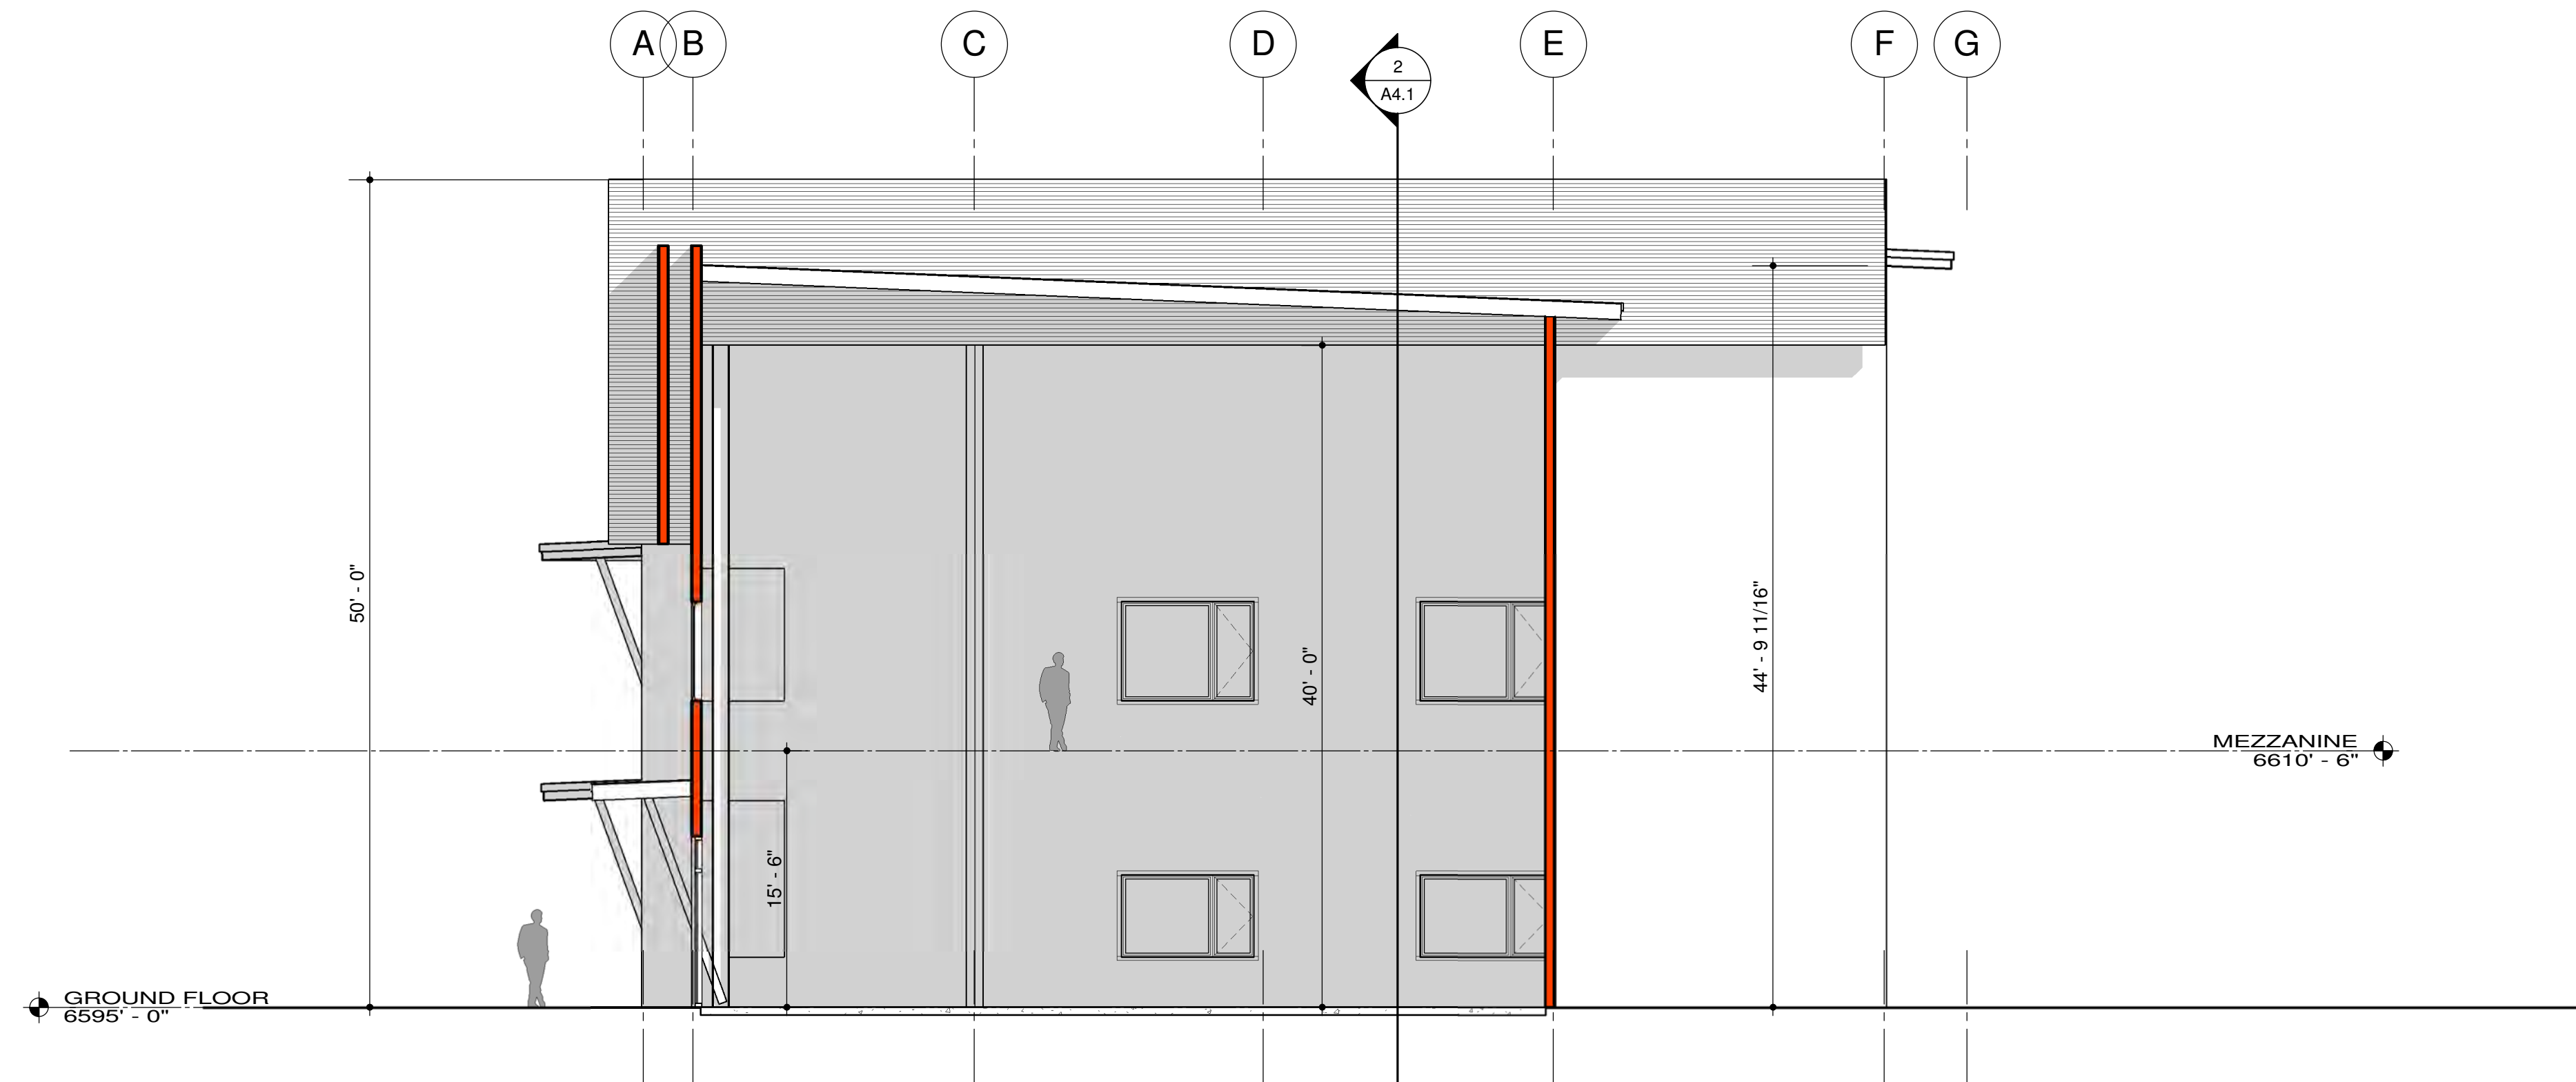 A
B
C
D
E
F
G
2
A4.1
50' - 0"
40' - 0"
44' - 9 11/16"
15' - 6"
MEZZANINE
6610' - 6"
GROUND FLOOR
6595' - 0"